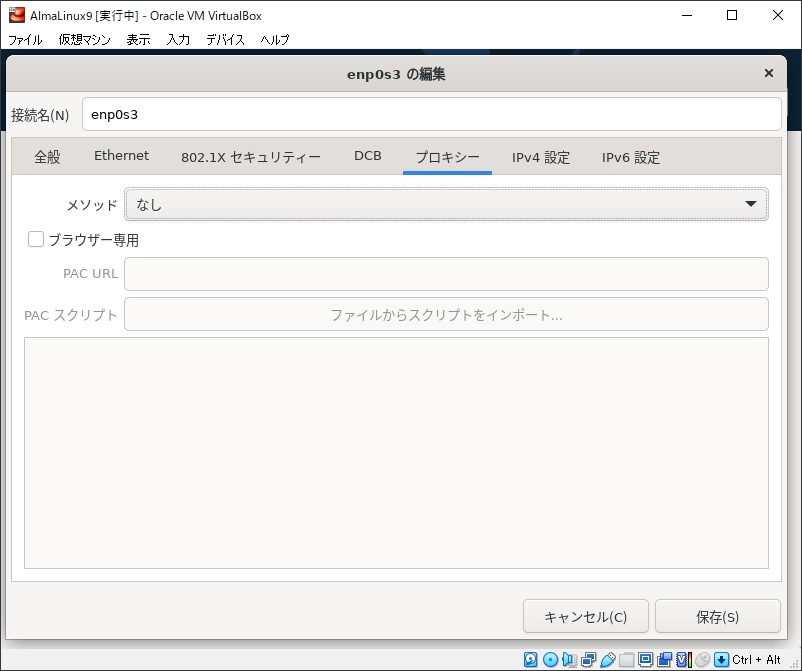 AlmaLinux9 [実行中] - Oracle VM VirtualBox
ファイル 仮想マシン 表示 入力 デバイス ヘルプ
enp0s3 の編集
接続名(N) enp0s3
全般 Ethernet 802.1X セキュリティー DCB プロキシー IPv4 設定 IPv6 設定
メソッド なし
ブラウザー専用
PAC URL
PAC スクリプト ファイルからスクリプトをインポート...
キャンセル(C) 保存(S)
Ctrl + Alt